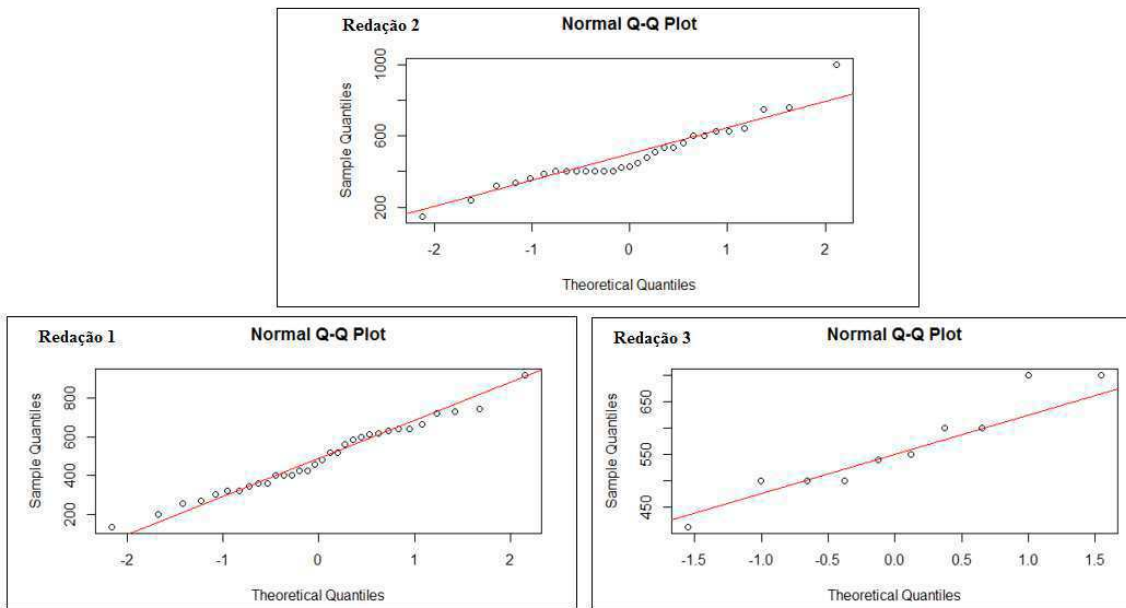 Redação 2
Normal Q-Q Plot
Sample Quantiles
1000
600
200
-2 -1 0 1 2
Theoretical Quantiles
Redação 1
Normal Q-Q Plot
Sample Quantiles
800
600
400
200
-2 -1 0 1 2
Theoretical Quantiles
Redação 3
Normal Q-Q Plot
Sample Quantiles
650
550
450
-1.5 -1.0 -0.5 0.0 0.5 1.0 1.5
Theoretical Quantiles